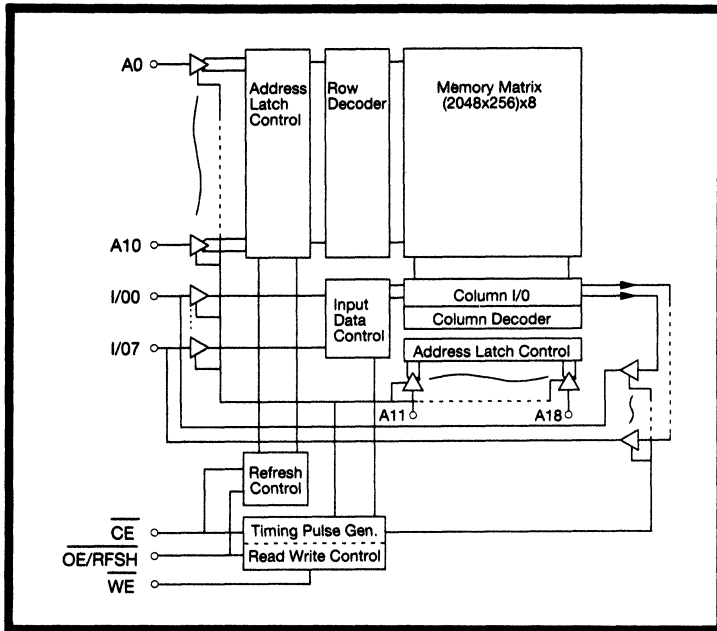 A0
Address
Latch
Control
Row
Decoder
Memory Matrix
(2048x256)x8
A10
I/00
I/07
Input
Data
Control
Column I/0
Column Decoder
Address Latch Control
A11
A18
Refresh
Control
CE
OE/RFSH
WE
Timing Pulse Gen.
Read Write Control